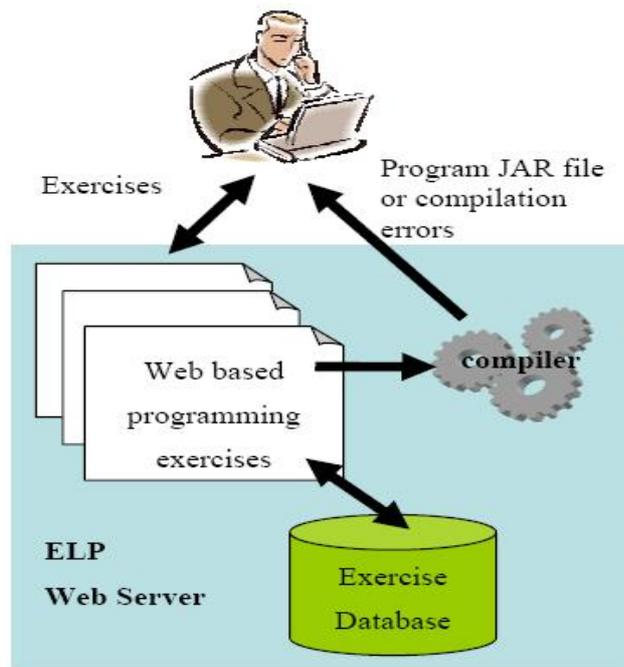 Exercises
Program JAR file
or compilation
errors
Web based
programming
exercises
compiler
ELP
Web Server
Exercise
Database